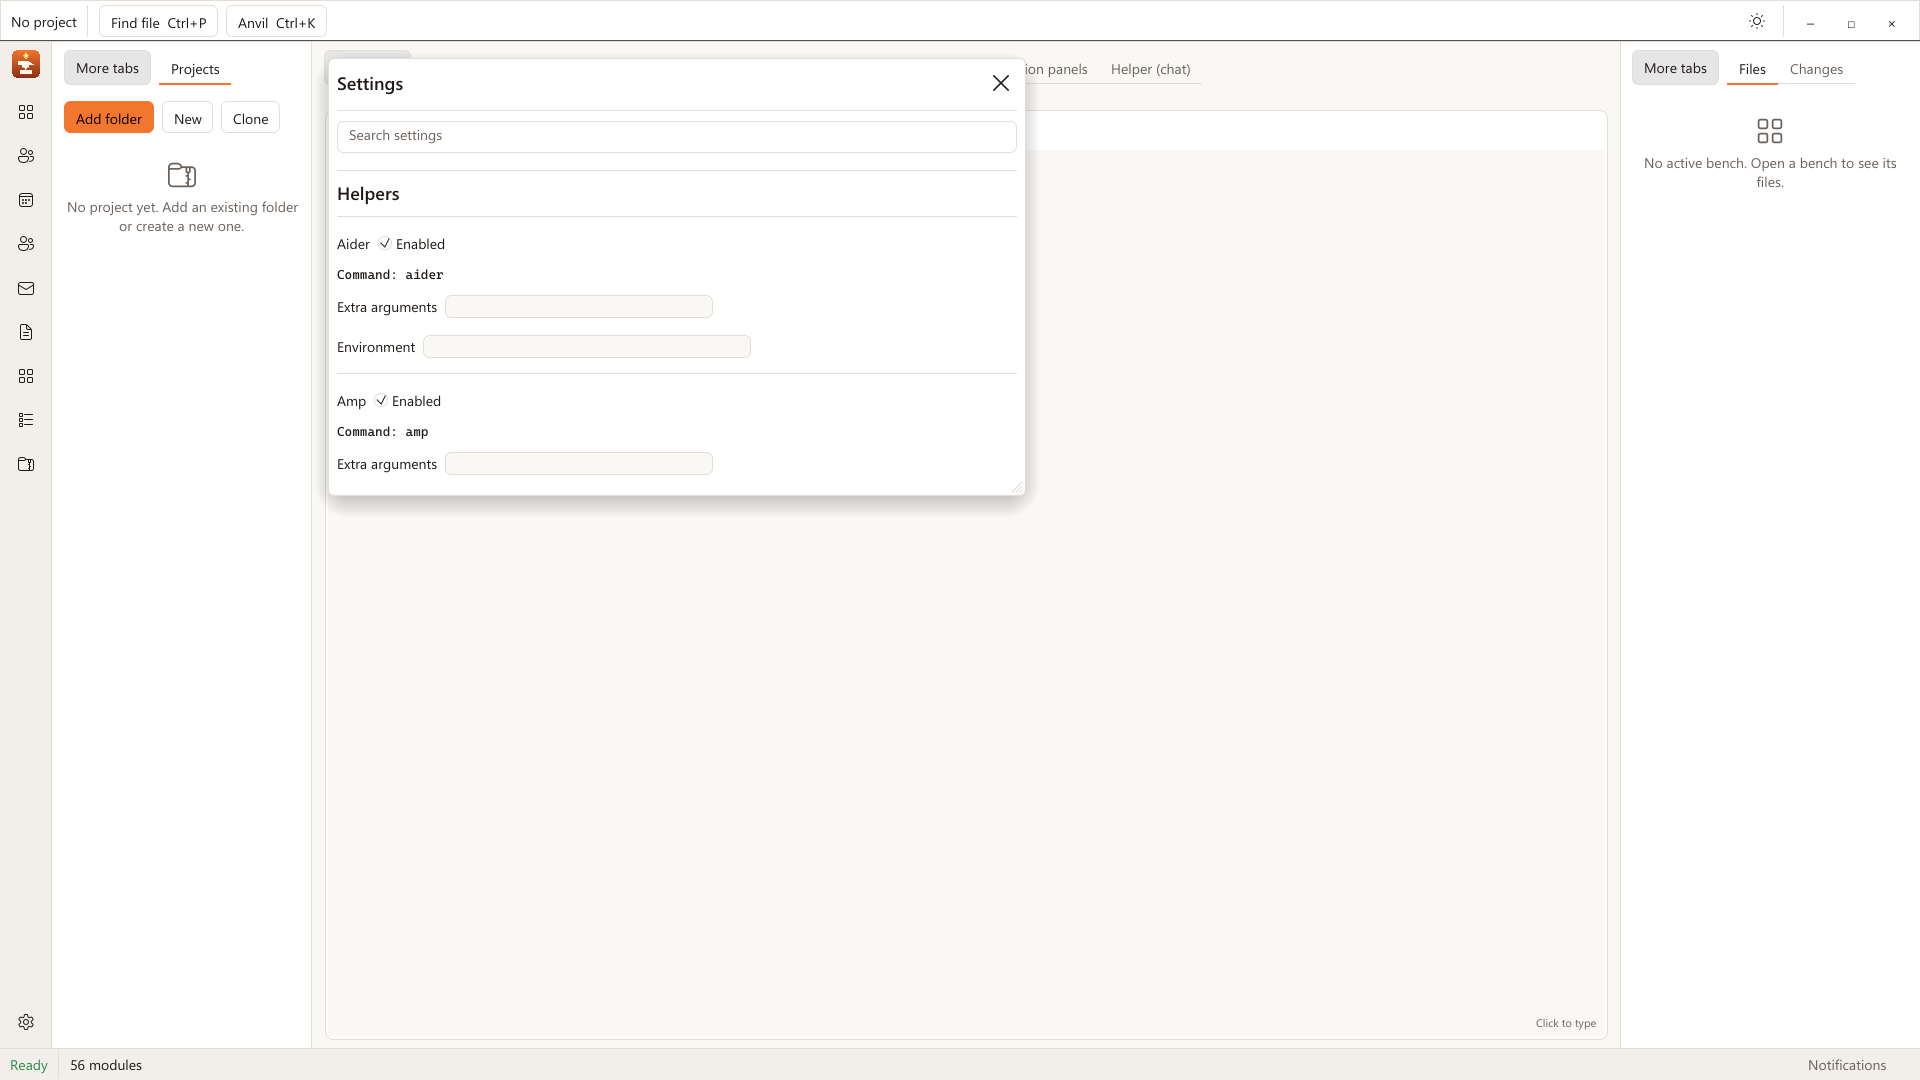 No project
Find file Ctrl+P
Anvil Ctrl+K
More tabs
Projects
Add folder
New
Clone
No project yet. Add an existing folder
or create a new one.
Settings
Search settings
Helpers
Aider Enabled
Command: aider
Extra arguments
Environment
Amp Enabled
Command: amp
Extra arguments
ion panels
Helper (chat)
Click to type
More tabs
Files
Changes
No active bench. Open a bench to see its
files.
Ready
56 modules
Notifications